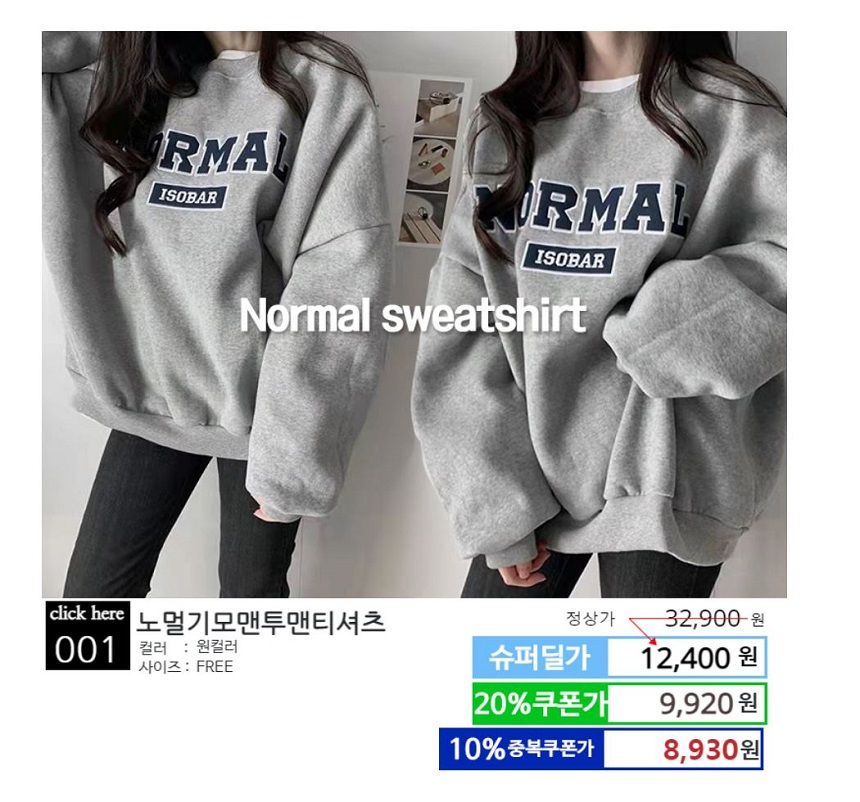 NORMAL
ISOBAR
NORMAL
ISOBAR
Normal sweatshirt
click here
001
노멀기모맨투맨티셔츠
컬러 : 원컬러
사이즈 : FREE
정상가 32,900 원
슈퍼딜가 12,400 원
20%쿠폰가 9,920 원
10%중복쿠폰가 8,930원